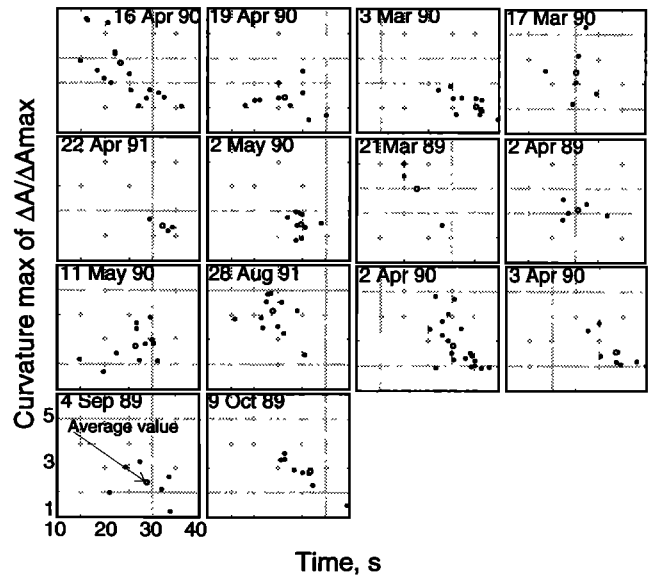 16 Apr 90 19 Apr 90 3 Mar 90 17 Mar 90
22 Apr 91 2 May 90 21 Mar 89 2 Apr 89
11 May 90 28 Aug 91 2 Apr 90 3 Apr 90
4 Sep 89 9 Oct 89
Average value
Curvature max of ΔA/ΔAmax
5
3
1
10 20 30 40
Time, s